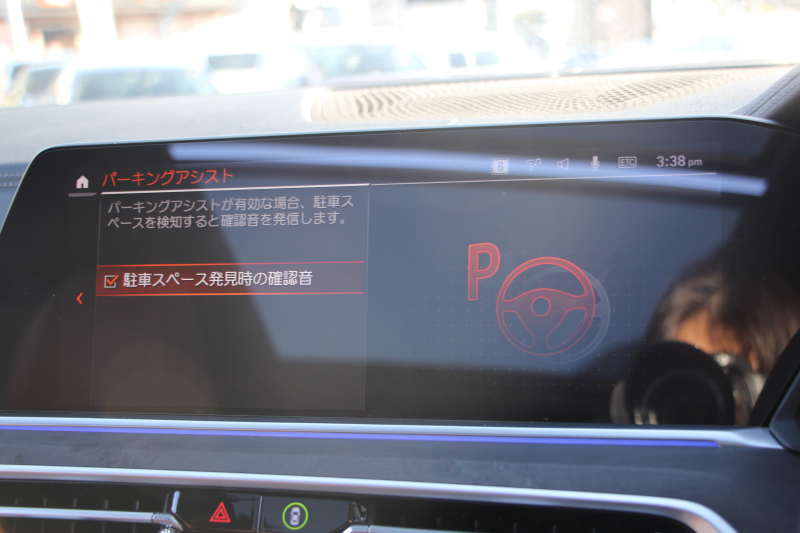 パーキングアシスト
8
ETC
3:38 pm
パーキングアシストが有効な場合、駐車ス
ペースを検知すると確認音を発信します。
駐車スペース発見時の確認音
P